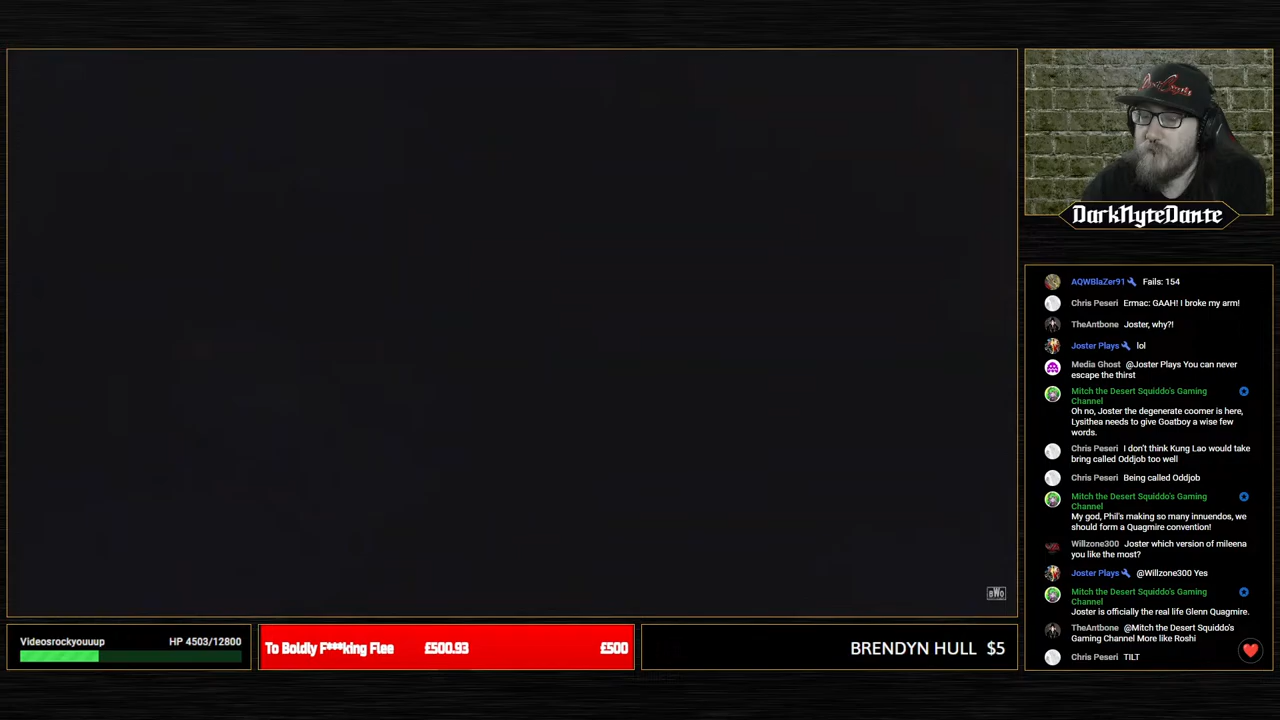 BWO
DarkNyteDante
AQWBlaZer91 Fails: 154
Chris Peseri Ermac: GAAH! I broke my arm!
TheAntbone Joster, why?!
Joster Plays lol
Media Ghost @Joster Plays You can never
escape the thirst
Mitch the Desert Squiddo's Gaming
Channel
Oh no, Joster the degenerate coomer is here,
Lysithea needs to give Goatboy a wise few
words.
Chris Peseri I don't think Kung Lao would take
bring called Oddjob too well
Chris Peseri Being called Oddjob
Mitch the Desert Squiddo's Gaming
Channel
My god, Phil's making so many innuendos, we
should form a Quagmire convention!
Willzone300 Joster which version of mileena
you like the most?
Joster Plays @Willzone300 Yes
Mitch the Desert Squiddo's Gaming
Channel
Joster is officially the real life Glenn Quagmire.
TheAntbone @Mitch the Desert Squiddo's
Gaming Channel More like Roshi
Chris Peseri TILT
Videosrockyouuup HP 4503/12800
To Boldly F***king Flee £500.93 £500
BRENDYN HULL $5